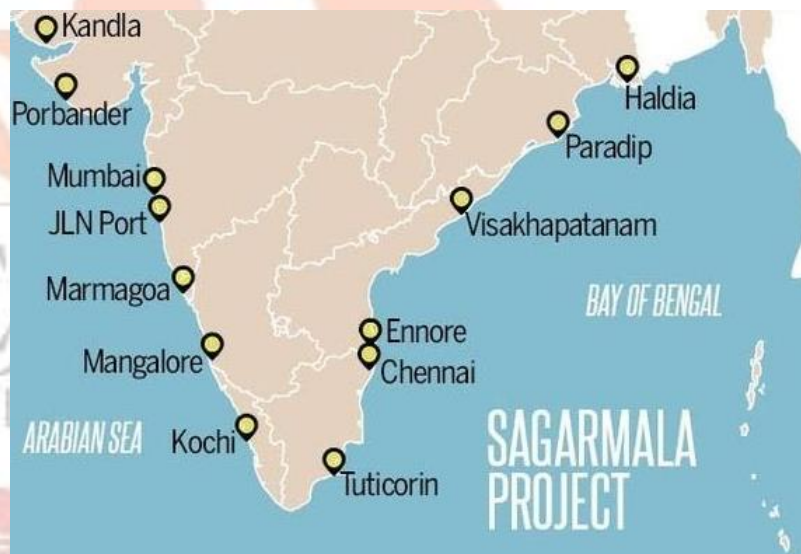 Kandla
Haldia
Porbander
Paradip
Mumbai
JLN Port
Visakhapatanam
Marmagoa
BAY OF BENGAL
Ennore
Mangalore
Chennai
ARABIAN SEA
Kochi
SAGARMALA
PROJECT
Tuticorin